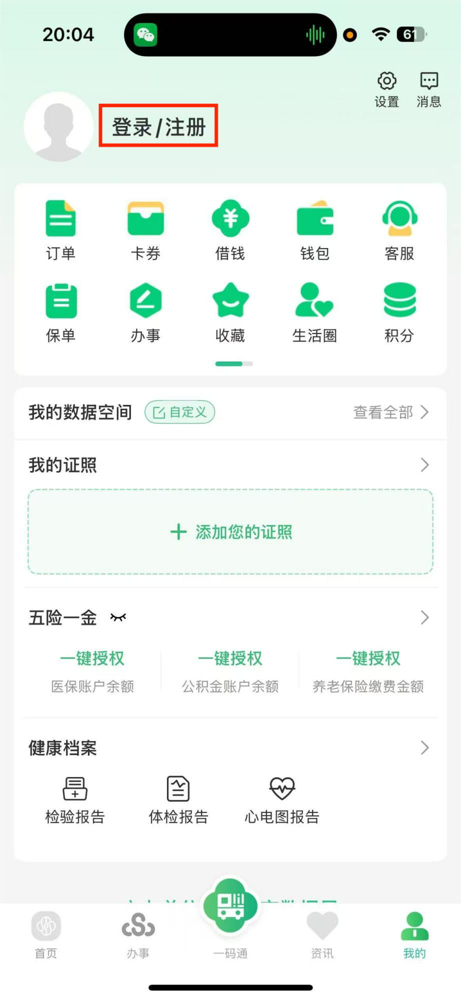 20:04
61
设置 消息
登录/注册
订单 卡券 借钱 钱包 客服
保单 办事 收藏 生活圈 积分
我的数据空间 自定义 查看全部
我的证照
添加您的证照
五险一金
一键授权 一键授权 一键授权
医保账户余额 公积金账户余额 养老保险缴费金额
健康档案
检验报告 体检报告 心电图报告
首页 办事 一码通 资讯 我的